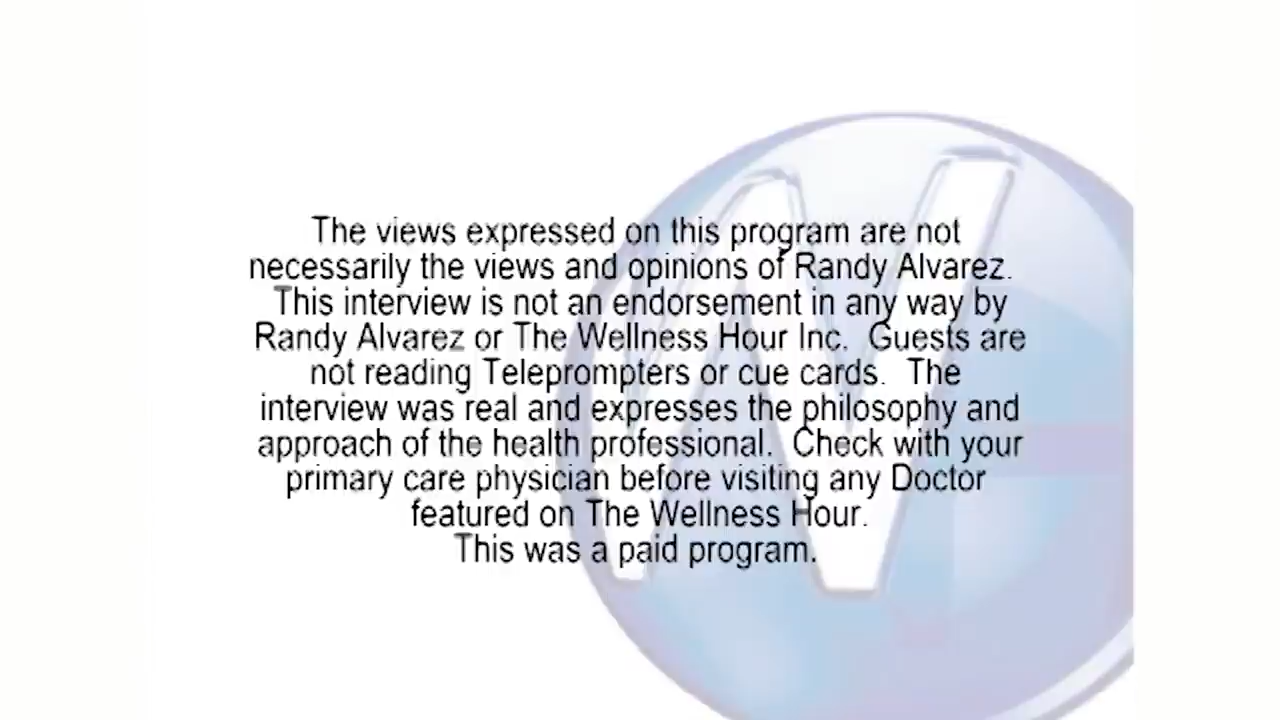 The views expressed on this program are not
necessarily the views and opinions of Randy Alvarez.
This interview is not an endorsement in any way by
Randy Alvarez or The Wellness Hour Inc.  Guests are
not reading Teleprompters or cue cards.  The
interview was real and expresses the philosophy and
approach of the health professional.  Check with your
primary care physician before visiting any Doctor
featured on The Wellness Hour.
This was a paid program.